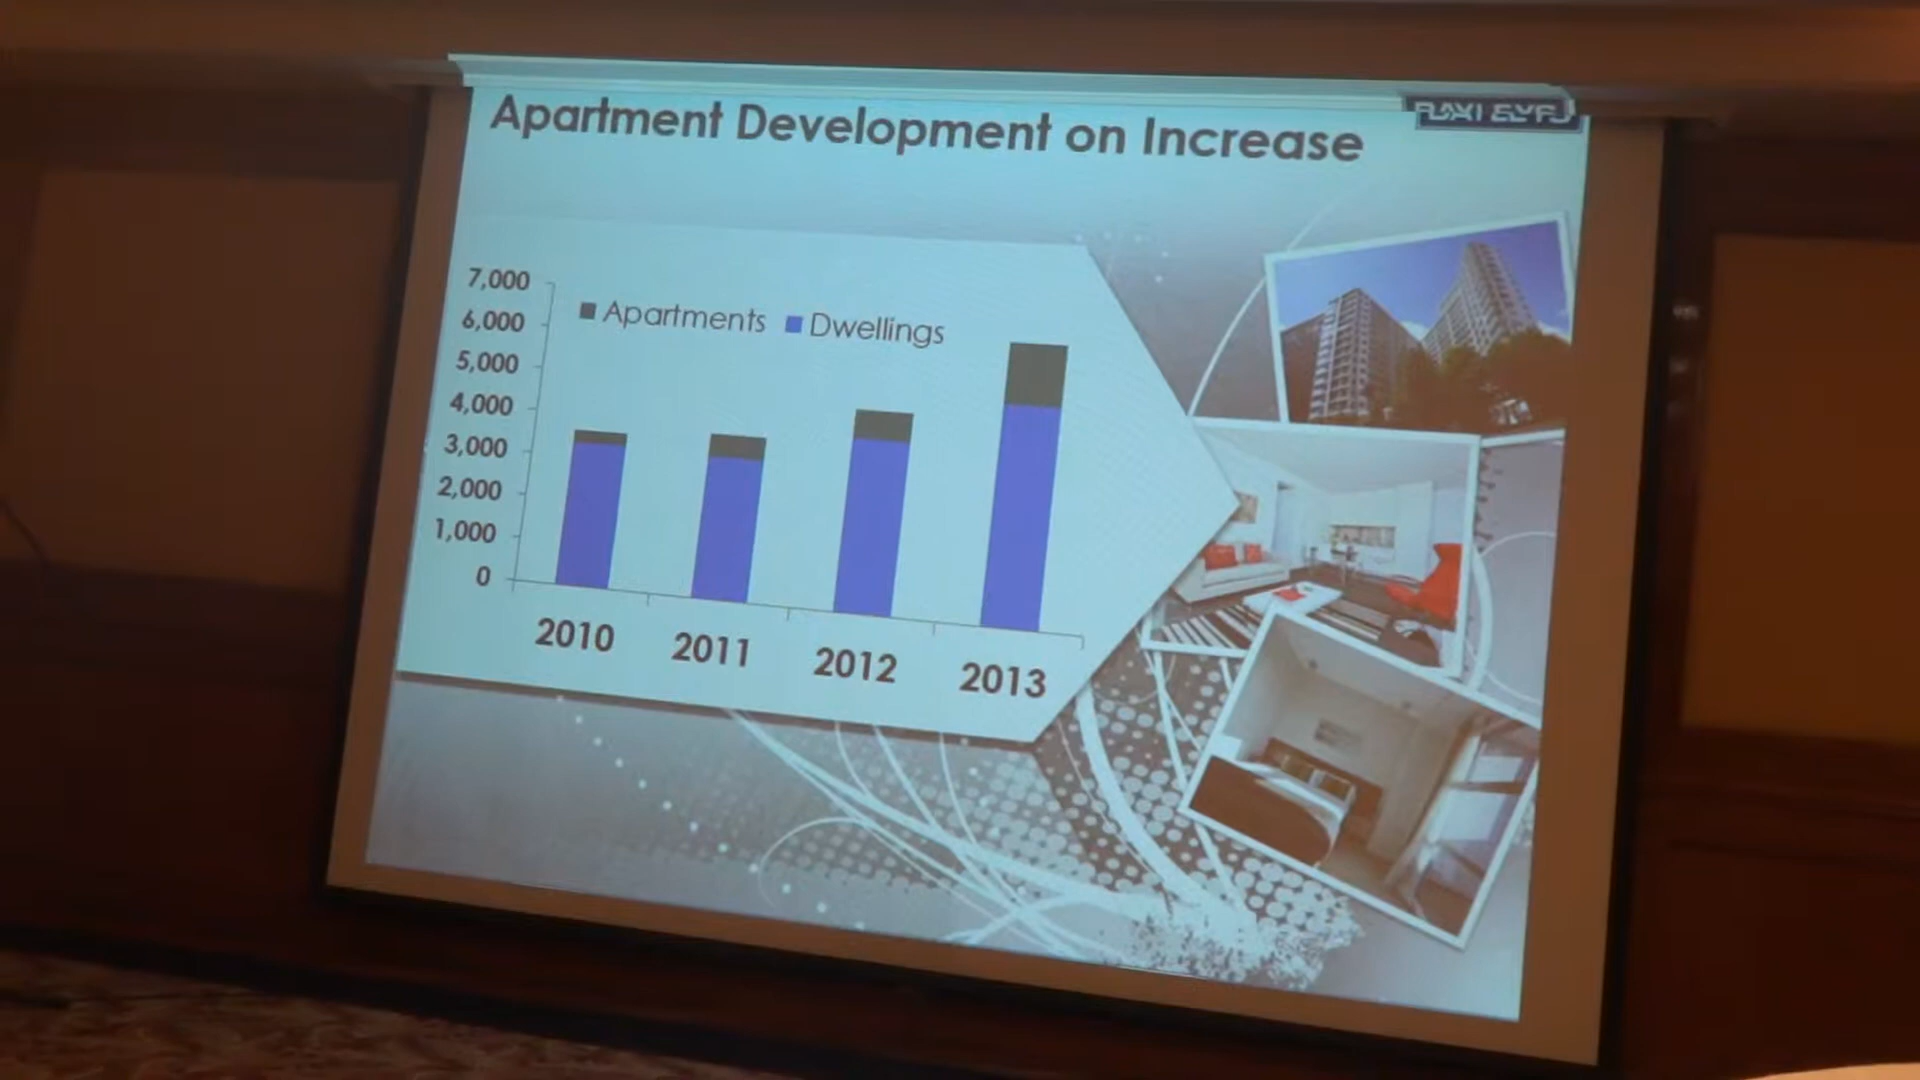 Apartment Development on Increase
BAYLEYS
7,000
6,000
5,000
4,000
3,000
2,000
1,000
0
Apartments Dwellings
2010 2011 2012 2013